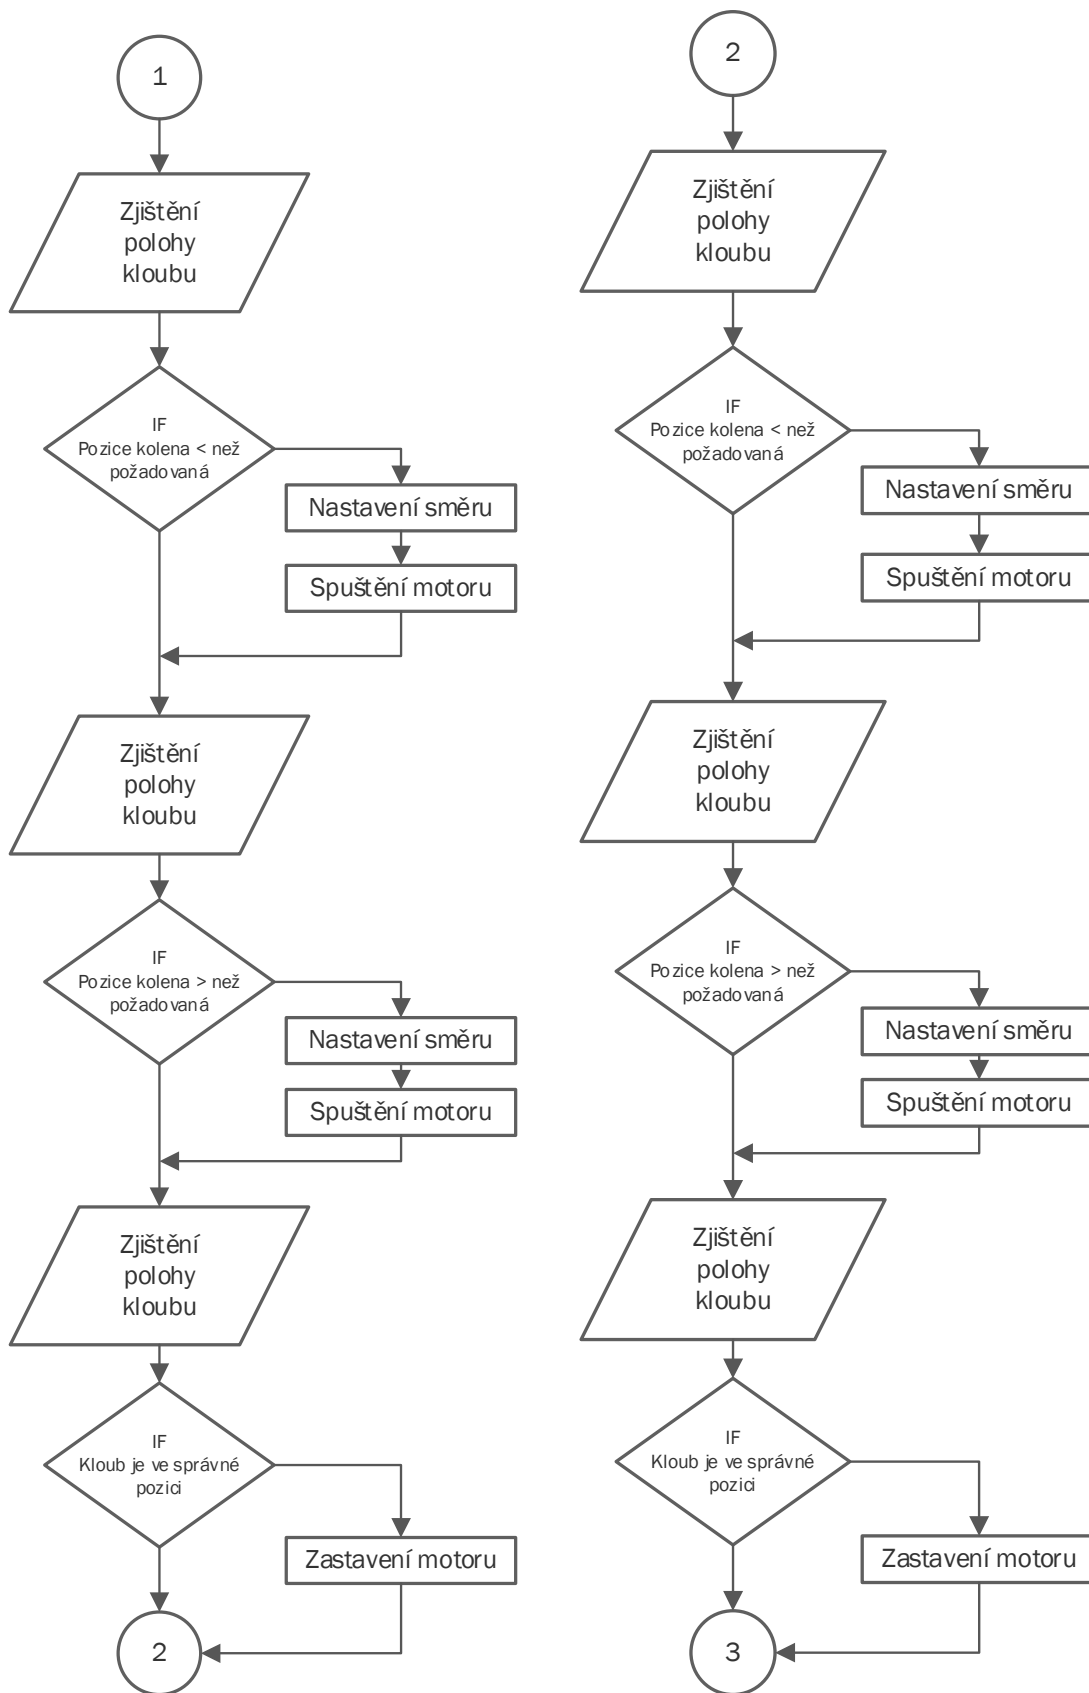 1
Zjištění
polohy
kloubu
IF
Pozice kolena < než
požadovaná
Nastavení směru
Spuštění motoru
Zjištění
polohy
kloubu
IF
Pozice kolena > než
požadovaná
Nastavení směru
Spuštění motoru
Zjištění
polohy
kloubu
IF
Kloub je ve správné
pozici
Zastavení motoru
2
2
Zjištění
polohy
kloubu
IF
Pozice kolena < než
požadovaná
Nastavení směru
Spuštění motoru
Zjištění
polohy
kloubu
IF
Pozice kolena > než
požadovaná
Nastavení směru
Spuštění motoru
Zjištění
polohy
kloubu
IF
Kloub je ve správné
pozici
Zastavení motoru
3